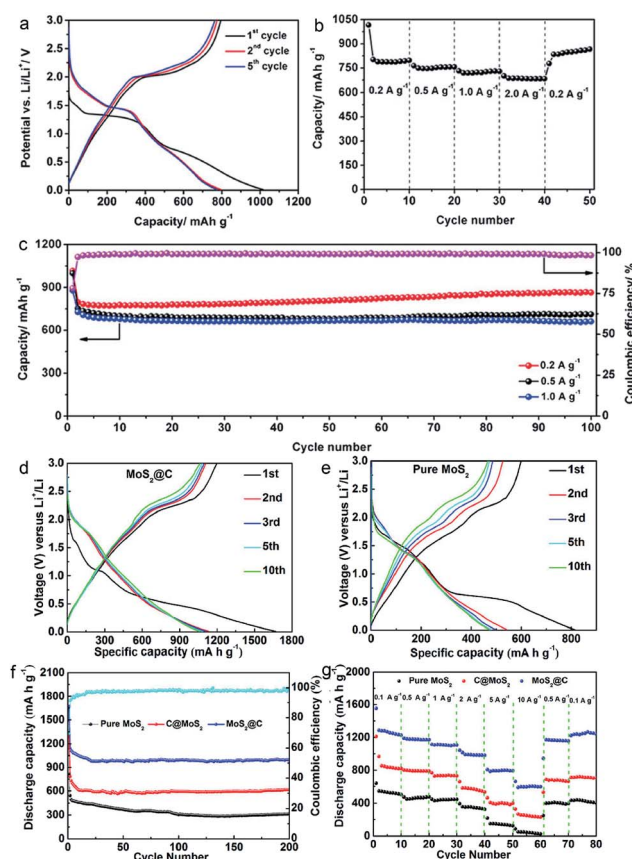 a
1st cycle
2nd cycle
5th cycle
Potential vs. Li/Li+/ V
3.0
2.5
2.0
1.5
1.0
0.5
0.0
0 200 400 600 800 1000 1200
Capacity/ mAh g-1
b
Capacity/ mAh g-1
1050
900
750
600
450
300
150
0
0.2 A g-1 0.5 A g-1 1.0 A g-1 2.0 A g-1 0.2 A g-1
0 10 20 30 40 50
Cycle number
c
Capacity/ mAh g-1
1200
900
600
300
0
100
75
50
25
0
Coulombic efficiency/ %
0.2 A g-1
0.5 A g-1
1.0 A g-1
0 10 20 30 40 50 60 70 80 90 100
Cycle number
d
MoS2@C
1st
2nd
3rd
5th
10th
Voltage (V) versus Li+/Li
3.0
2.5
2.0
1.5
1.0
0.5
0.0
0 300 600 900 1200 1500 1800
Specific capacity (mA h g-1)
e
Pure MoS2
1st
2nd
3rd
5th
10th
Voltage (V) versus Li+/Li
3.0
2.5
2.0
1.5
1.0
0.5
0.0
0 200 400 600 800
Specific capacity (mA h g-1)
f
Discharge capacity (mA h g-1)
2100
1800
1500
1200
900
600
300
0
Pure MoS2 C@MoS2 MoS2@C
100
80
60
40
20
0
Coulombic efficiency (%)
0 50 100 150 200
Cycle Number
g
Discharge capacity (mA h g-1)
2100
1800
1500
1200
900
600
300
0
Pure MoS2 C@MoS2 MoS2@C
0.1 A g-1 0.5 A g-1 1 A g-1 2 A g-1 5 A g-1 10 A g-1 0.5 A g-1 0.1 A g-1
0 10 20 30 40 50 60 70 80
Cycle Number